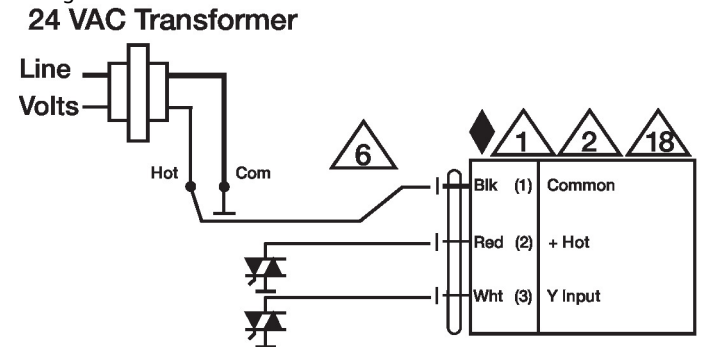 24 VAC Transformer
Line
Volts
Hot
Com
6
1
2
18
Blk (1) Common
Red (2) + Hot
Wht (3) Y Input